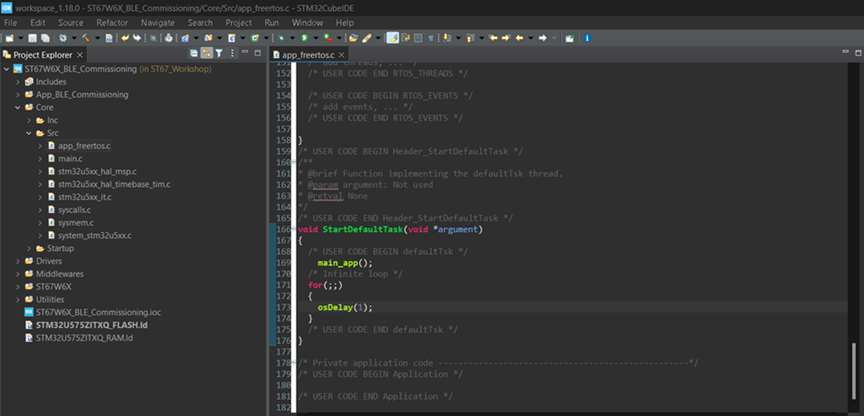 workspace_1.18.0 - ST67W6X_BLE_Commissioning/Core/Src/app_freertos.c - STM32CubeIDE
File Edit Source Refactor Navigate Search Project Run Window Help
Project Explorer
ST67W6X_BLE_Commissioning (in ST67_Workshop)
Includes
App_BLE_Commissioning
Core
Inc
Src
app_freertos.c
main.c
stm32u5xx_hal_msp.c
stm32u5xx_hal_timebase_tim.c
stm32u5xx_it.c
syscalls.c
sysmem.c
system_stm32u5xx.c
Startup
Drivers
Middlewares
ST67W6X
Utilities
ST67W6X_BLE_Commissioning.ioc
STM32U575ZITXQ_FLASH.ld
STM32U575ZITXQ_RAM.ld
app_freertos.c
151 /* add threads, ... */
152 /* USER CODE END RTOS_THREADS */
153
154 /* USER CODE BEGIN RTOS_EVENTS */
155 /* add events, ... */
156 /* USER CODE END RTOS_EVENTS */
157
158 }
159 /* USER CODE BEGIN Header_StartDefaultTask */
160 /**
161 * @brief Function implementing the defaultTsk thread.
162 * @param argument: Not used
163 * @retval None
164 */
165 /* USER CODE END Header_StartDefaultTask */
166 void StartDefaultTask(void *argument)
167 {
168 /* USER CODE BEGIN defaultTsk */
169 main_app();
170 /* Infinite loop */
171 for(;;)
172 {
173 osDelay(1);
174 }
175 /* USER CODE END defaultTsk */
176 }
177
178 /* Private application code --------------------------------------------------*/
179 /* USER CODE BEGIN Application */
180
181 /* USER CODE END Application */
182